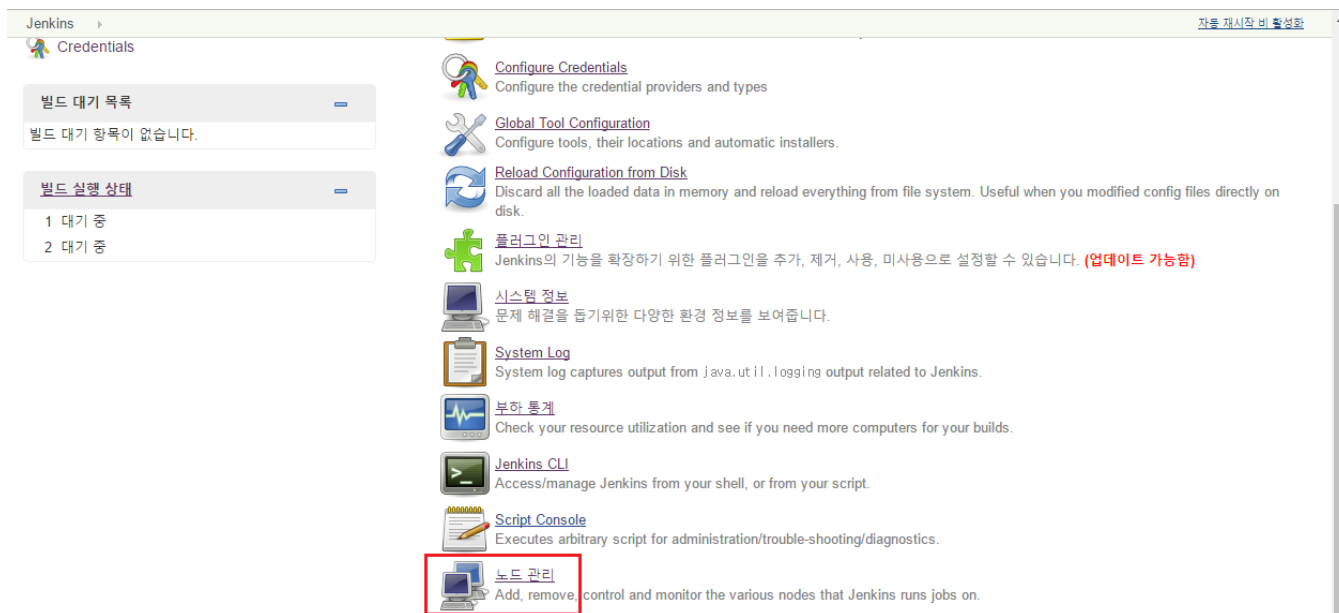 Jenkins
자동 재시작 비 활성화
Credentials
빌드 대기 목록
빌드 대기 항목이 없습니다.
빌드 실행 상태
1 대기 중
2 대기 중
Configure Credentials
Configure the credential providers and types
Global Tool Configuration
Configure tools, their locations and automatic installers.
Reload Configuration from Disk
Discard all the loaded data in memory and reload everything from file system. Useful when you modified config files directly on
disk.
플러그인 관리
Jenkins의 기능을 확장하기 위한 플러그인을 추가, 제거, 사용, 미사용으로 설정할 수 있습니다. (업데이트 가능함)
시스템 정보
문제 해결을 돕기위한 다양한 환경 정보를 보여줍니다.
System Log
System log captures output from java.util.logging output related to Jenkins.
부하 통계
Check your resource utilization and see if you need more computers for your builds.
Jenkins CLI
Access/manage Jenkins from your shell, or from your script.
Script Console
Executes arbitrary script for administration/trouble-shooting/diagnostics.
노드 관리
Add, remove, control and monitor the various nodes that Jenkins runs jobs on.